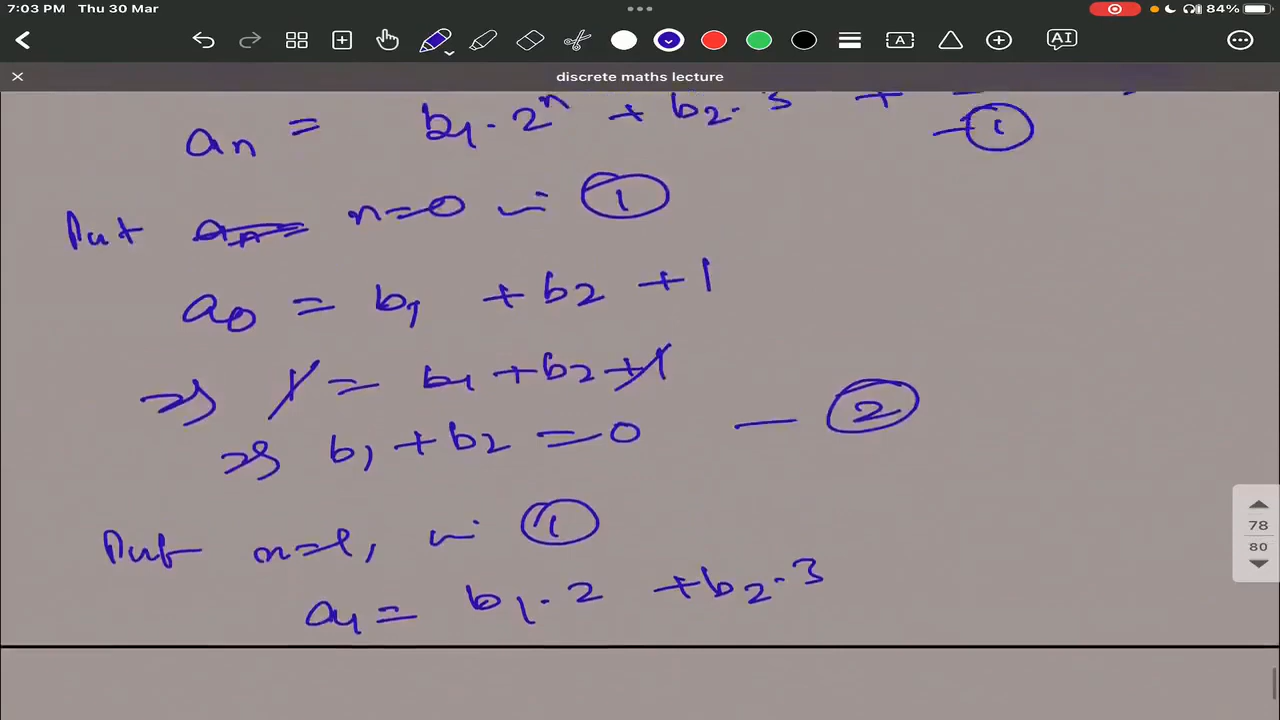 7:03 PM Thu 30 Mar 84%
A AI
discrete maths lecture
an = b1 . 2^n + b2 . 3 +
— ①
Put n=0 in ①
a0 = b1 + b2 + 1
⇒ 1 = b1 + b2 + 1
⇒ b1 + b2 = 0 — ②
Put n=1, in ①
a1 = b1 . 2 + b2 . 3
78
80